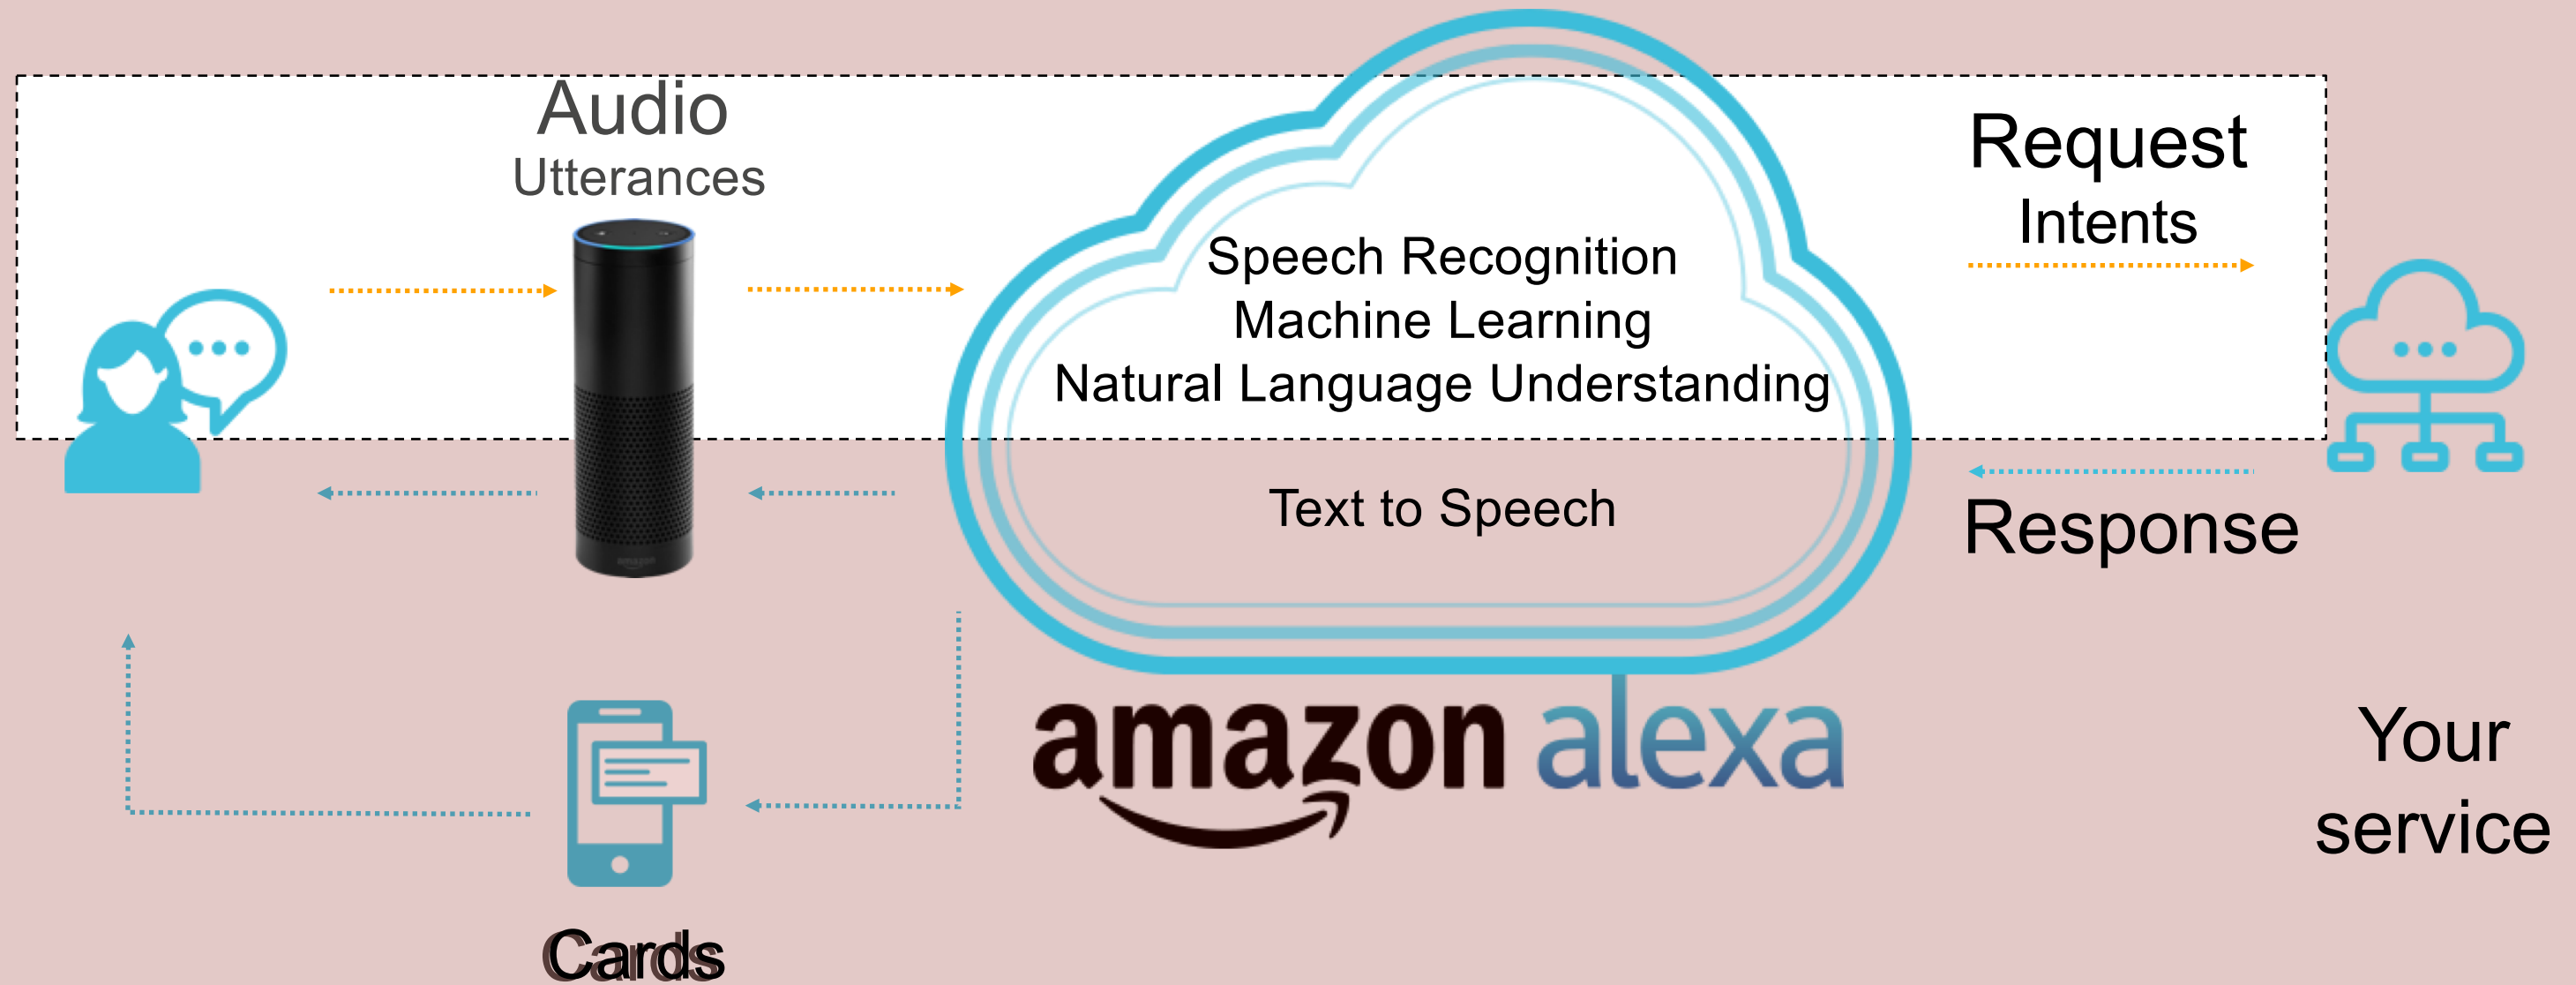 Audio
Utterances
Request
Intents
Speech Recognition
Machine Learning
Natural Language Understanding
Text to Speech
Response
amazon
amazon alexa
Your
service
Cards